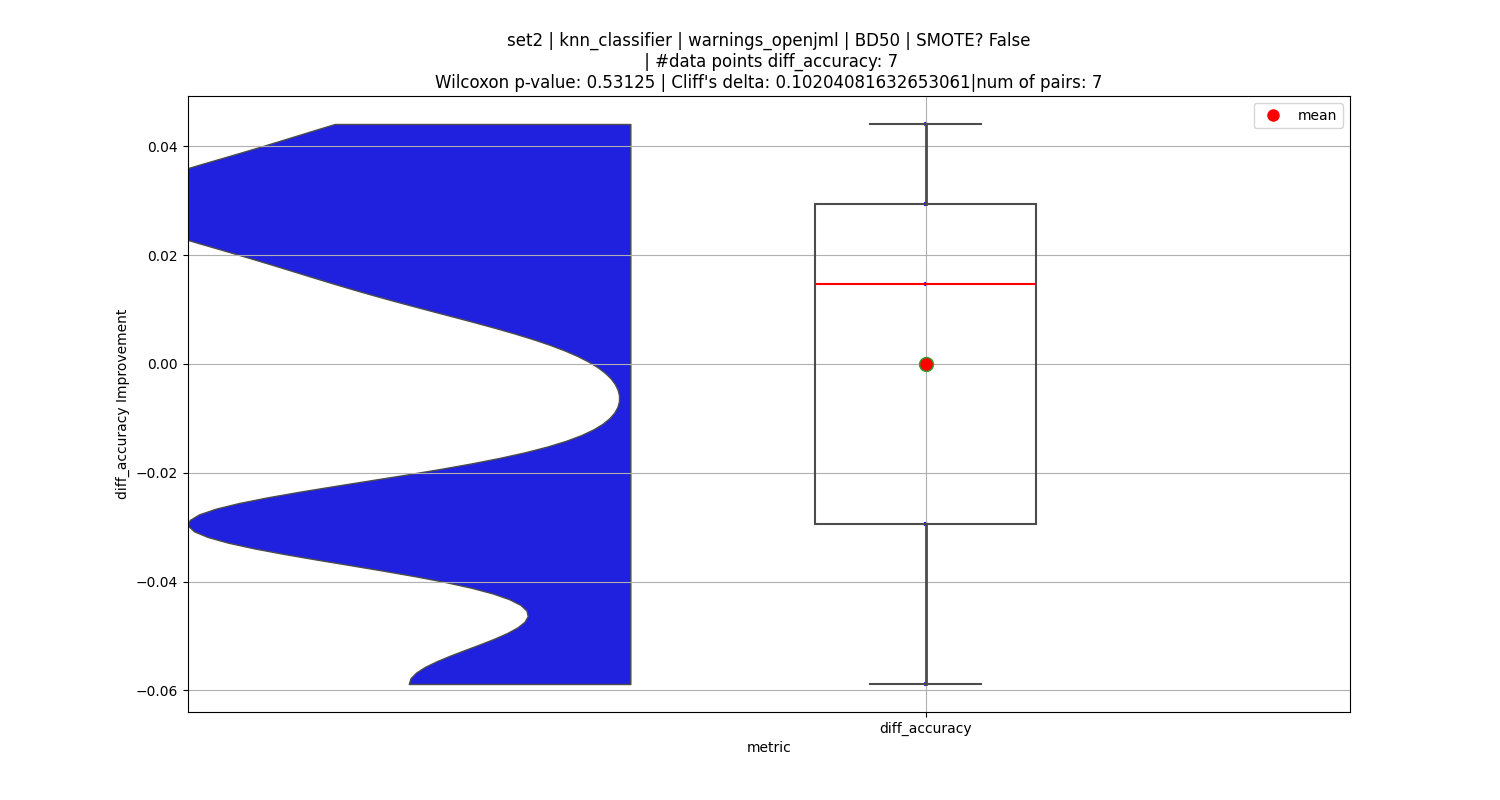 set2 | knn_classifier | warnings_openjml | BD50 | SMOTE? False
| #data points diff_accuracy: 7
Wilcoxon p-value: 0.53125 | Cliff's delta: 0.10204081632653061|num of pairs: 7
mean
0.04
0.02
0.00
−0.02
−0.04
−0.06
diff_accuracy Improvement
diff_accuracy
metric